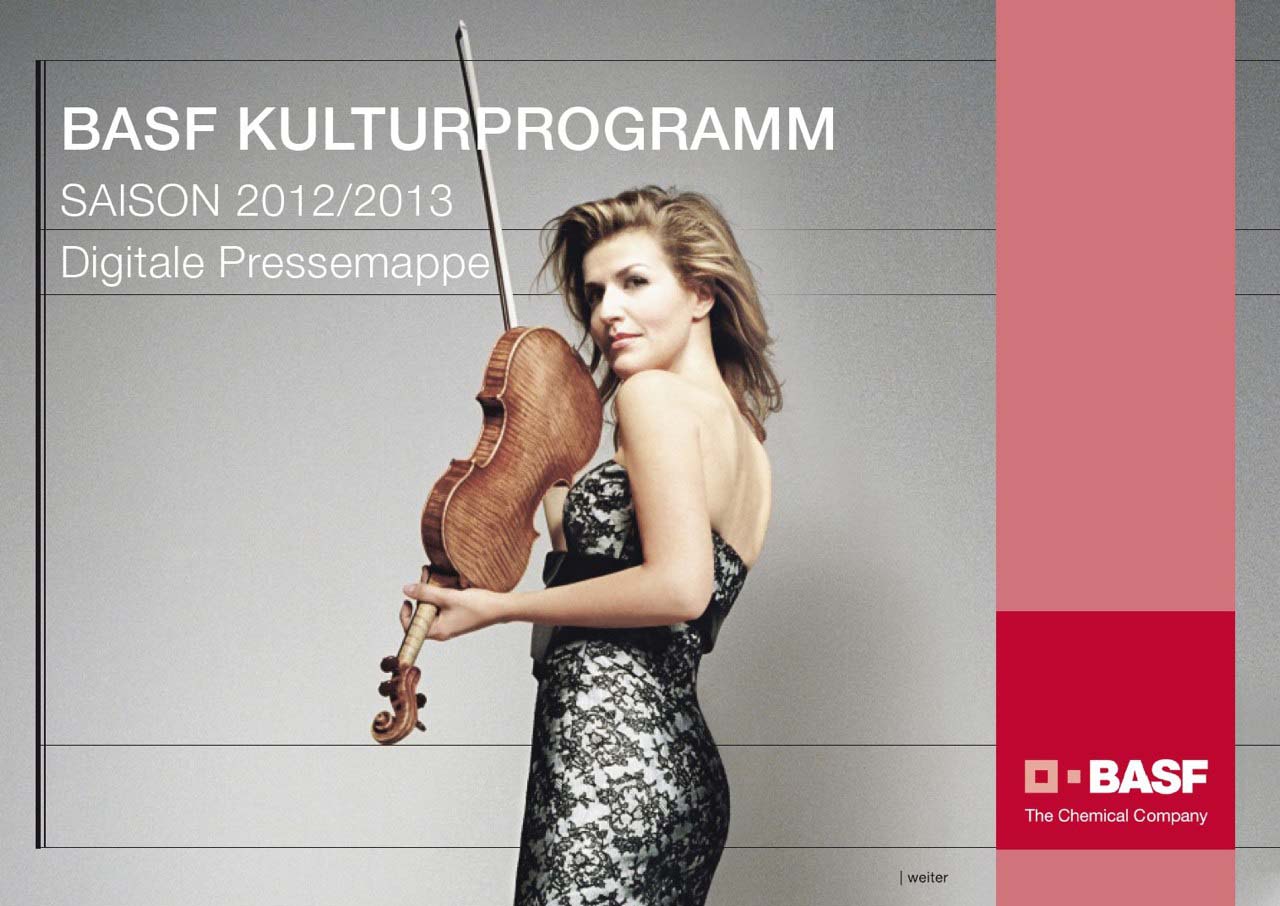 BASF KULTURPROGRAMM
SAISON 2012/2013
Digitale Pressemappe
BASF
The Chemical Company
| weiter